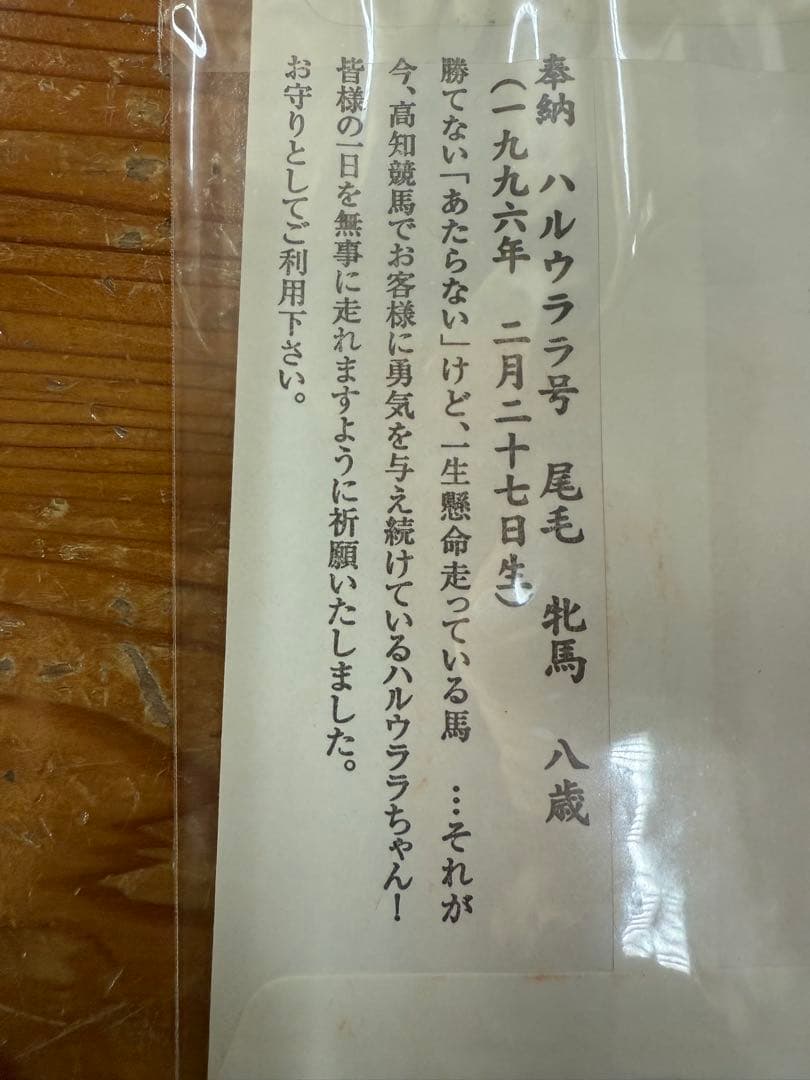 奉納　ハルウララ号　尾毛　牝馬　八歳
（一九九六年　二月二十七日生）
勝てない「あたらない」けど、一生懸命走っている馬　…それが
今、高知競馬でお客様に勇気を与え続けているハルウララちゃん！
皆様の一日を無事に走れますように祈願いたしました。
お守りとしてご利用下さい。